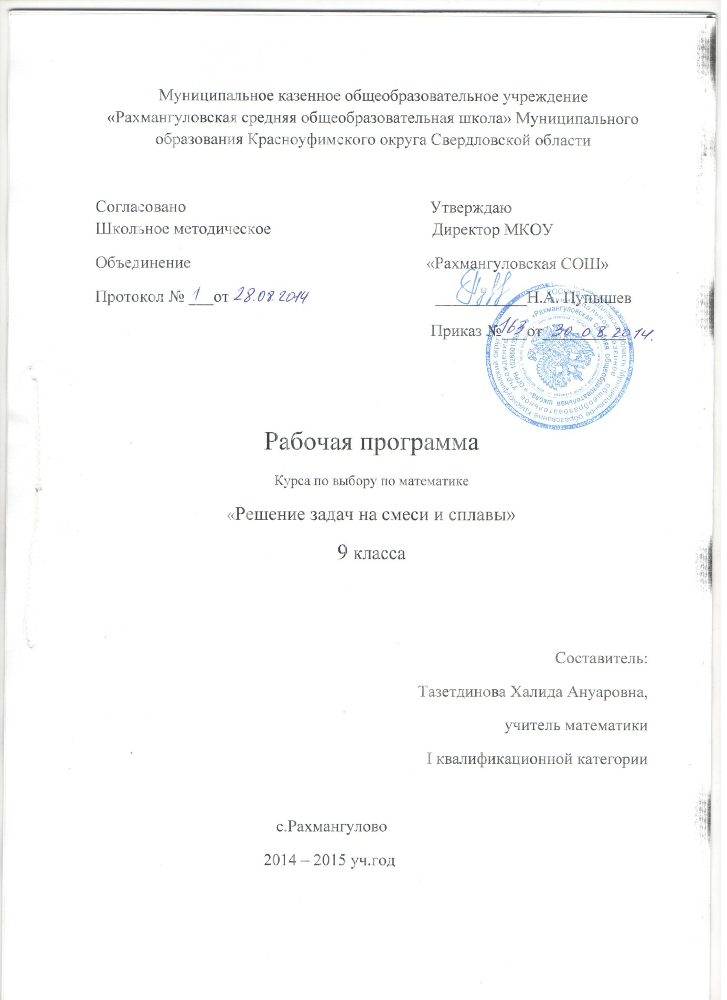 Муниципальное казенное общеобразовательное учреждение
«Рахмангуловская средняя общеобразовательная школа» Муниципального
образования Красноуфимского округа Свердловской области
Согласовано
Школьное методическое
Объединение
Протокол № 1 от 28.08.2014
Утверждаю
Директор МКОУ
«Рахмангуловская СОШ»
____________Н.А. Пупышев
Приказ № 163 от 30.08.2014.
Рабочая программа
Курса по выбору по математике
«Решение задач на смеси и сплавы»
9 класса
Составитель:
Тазетдинова Халида Ануаровна,
учитель математики
I квалификационной категории
с.Рахмангулово
2014 – 2015 уч.год